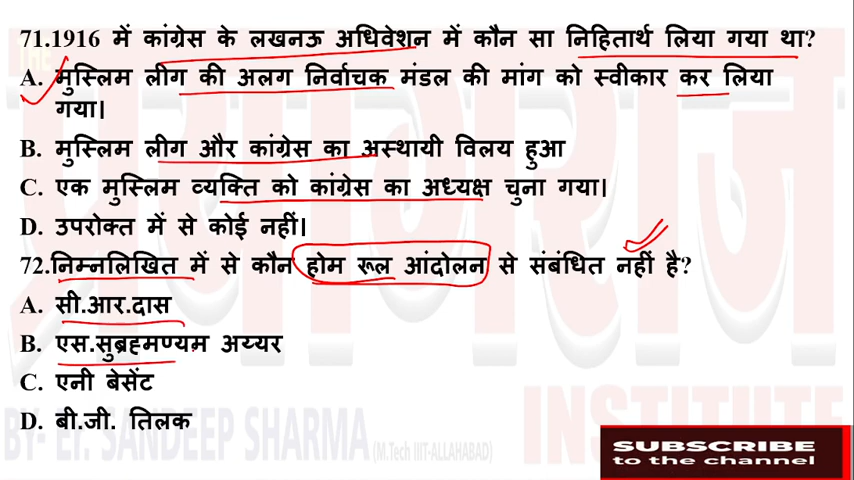 71.1916 में कांग्रेस के लखनऊ अधिवेशन में कौन सा निहितार्थ लिया गया था?
A. मुस्लिम लीग की अलग निर्वाचक मंडल की मांग को स्वीकार कर लिया
गया।
B. मुस्लिम लीग और कांग्रेस का अस्थायी विलय हुआ
C. एक मुस्लिम व्यक्ति को कांग्रेस का अध्यक्ष चुना गया।
D. उपरोक्त में से कोई नहीं।
72.निम्नलिखित में से कौन होम रूल आंदोलन से संबंधित नहीं है?
A. सी.आर.दास
B. एस.सुब्रह्मण्यम अय्यर
C. एनी बेसेंट
D. बी.जी. तिलक
INSTITUTE
BY- Er. SANDEEP SHARMA (M.Tech IIIT-ALLAHABAD)
SUBSCRIBE
to the channel